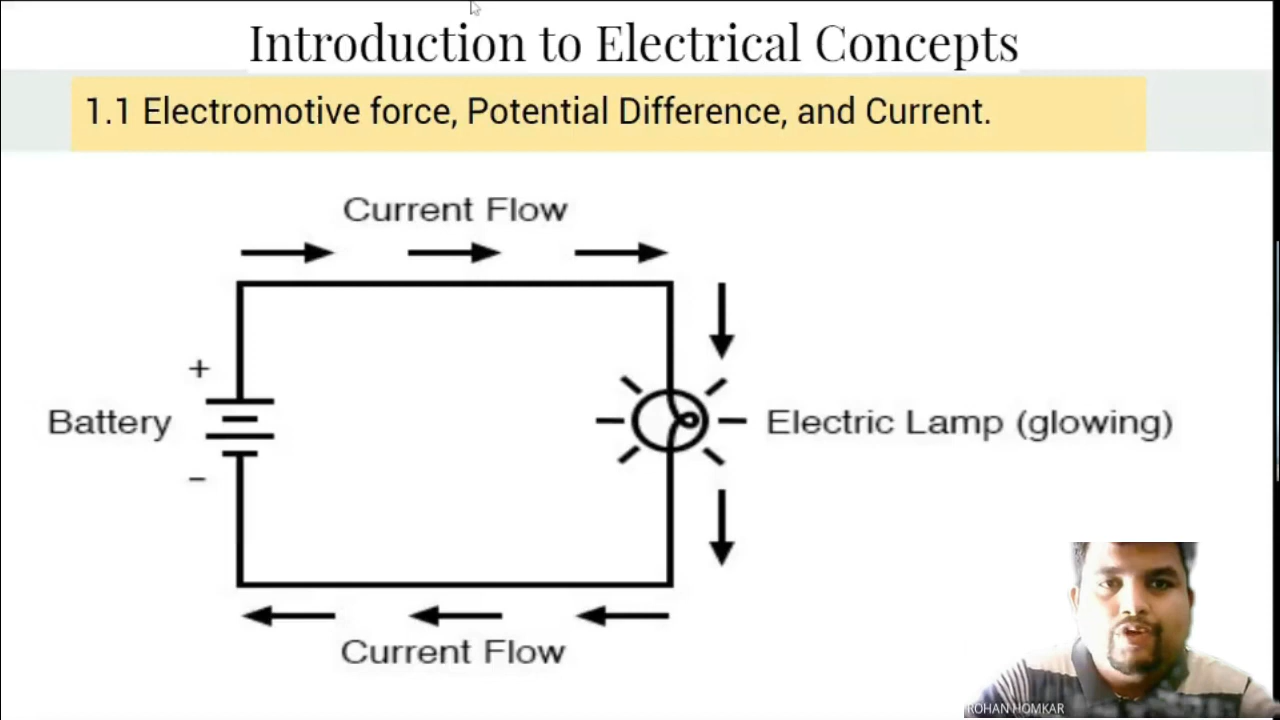 Introduction to Electrical Concepts
1.1 Electromotive force, Potential Difference, and Current.
Current Flow
+
Battery
Electric Lamp (glowing)
−
Current Flow
ROHAN HOMKAR